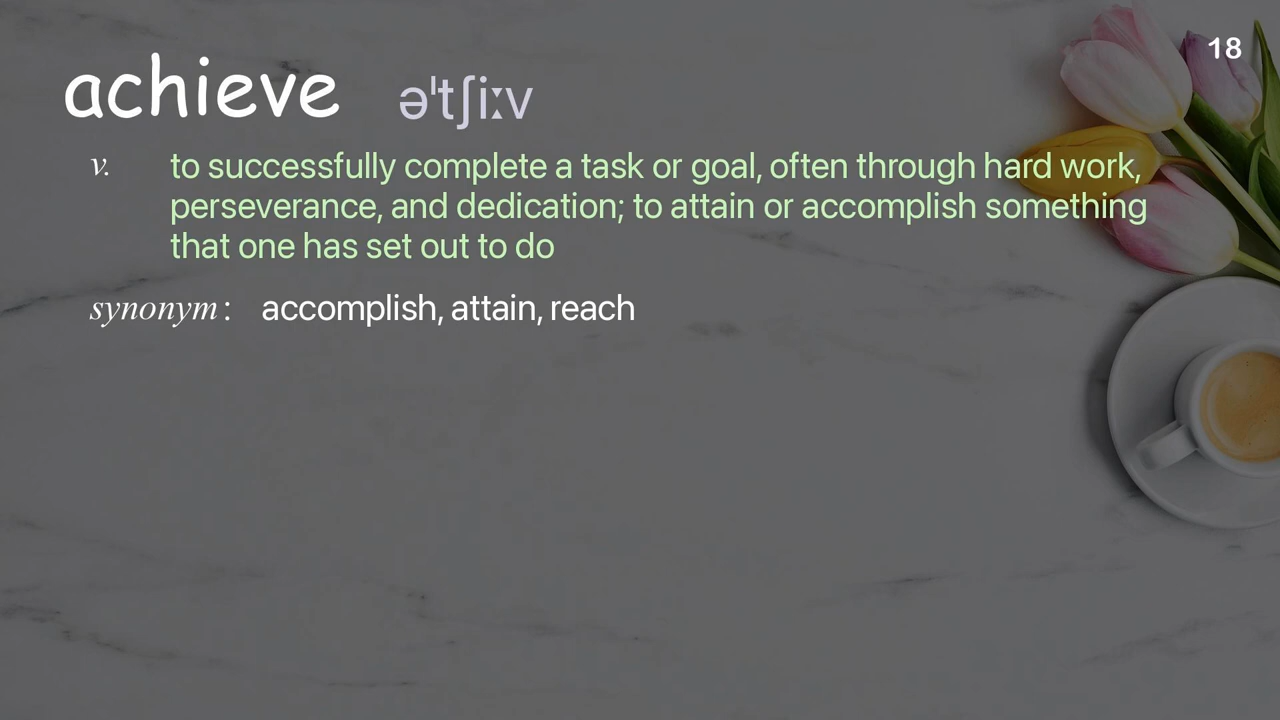 18
achieve əˈtʃiːv
v. to successfully complete a task or goal, often through hard work,
perseverance, and dedication; to attain or accomplish something
that one has set out to do
synonym: accomplish, attain, reach